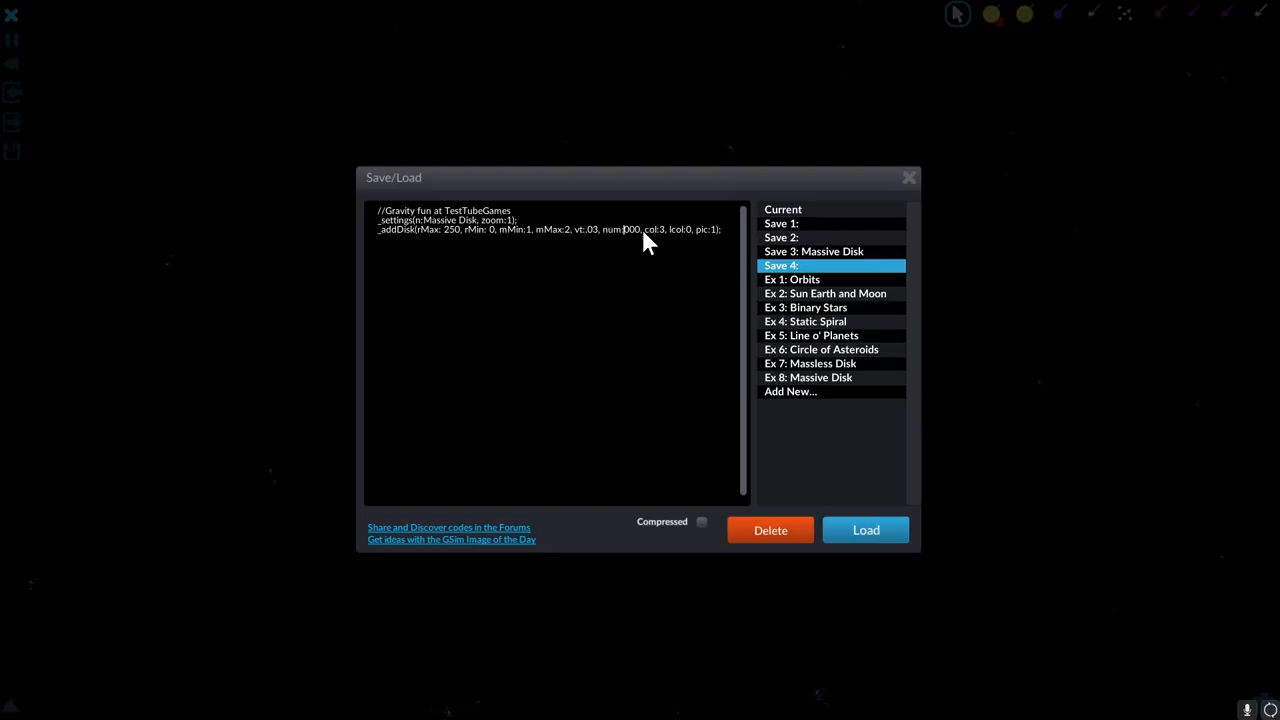 Save/Load
//Gravity fun at TestTubeGames
_settings(n:Massive Disk, zoom:1);
_addDisk(rMax: 250, rMin: 0, mMin:1, mMax:2, vt:.03, num:000, col:3, lcol:0, pic:1);
Current
Save 1:
Save 2:
Save 3: Massive Disk
Save 4:
Ex 1: Orbits
Ex 2: Sun Earth and Moon
Ex 3: Binary Stars
Ex 4: Static Spiral
Ex 5: Line o' Planets
Ex 6: Circle of Asteroids
Ex 7: Massless Disk
Ex 8: Massive Disk
Add New...
Share and Discover codes in the Forums
Get ideas with the GSim Image of the Day
Compressed
Delete
Load